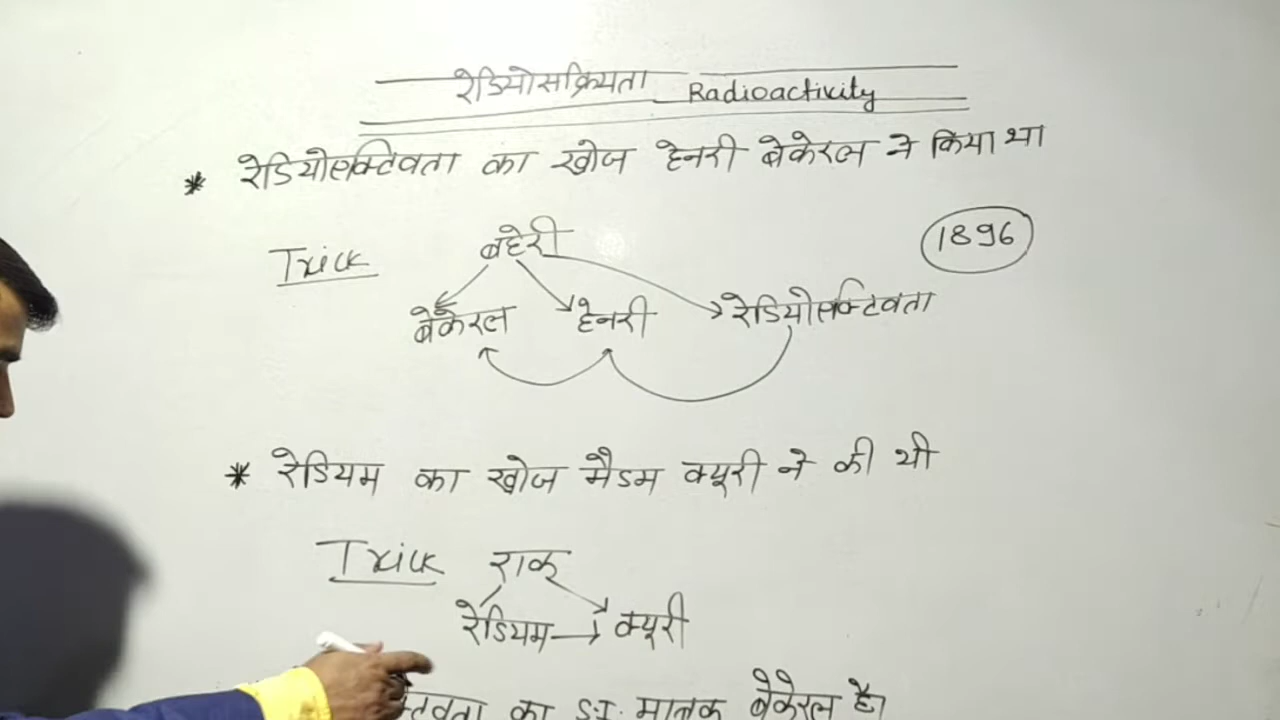 रेडियोसक्रियता Radioactivity
* रेडियोएक्टिवता का खोज हेनरी बेकेरल ने किया था
1896
Trick बहेरी
बेकेरल हेनरी रेडियोएक्टिवता
* रेडियम का खोज मैडम क्यूरी ने की थी
Trick राक
रेडियम → क्यूरी
का S.I. मानक बेकेरल है।